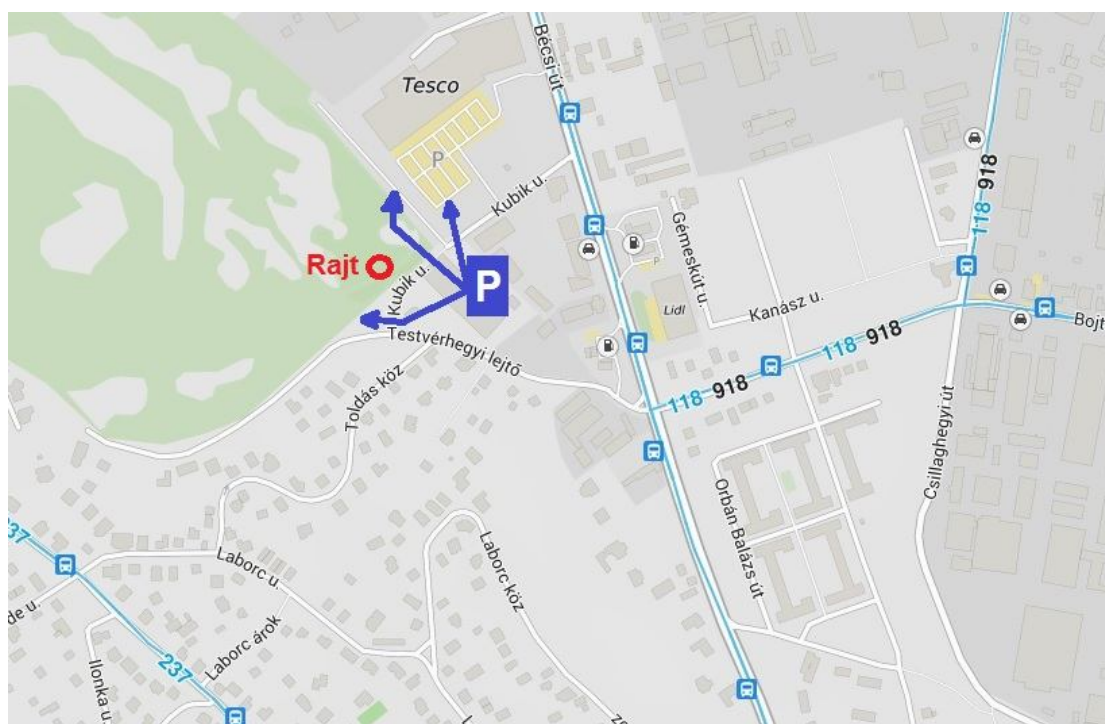 Bécsi út
Tesco
P
Kubik u.
918
118
Rajt
Kubik u.
P
P
Gémeskút u.
Lidl
Kanász u.
118 918
Bojt
Testvérhegyi lejtő
Toldás köz
118 918
Csillaghegyi út
Orbán Balázs út
237
Laborc u.
Laborc köz
de u.
Laborc árok
237
Ilonka u.